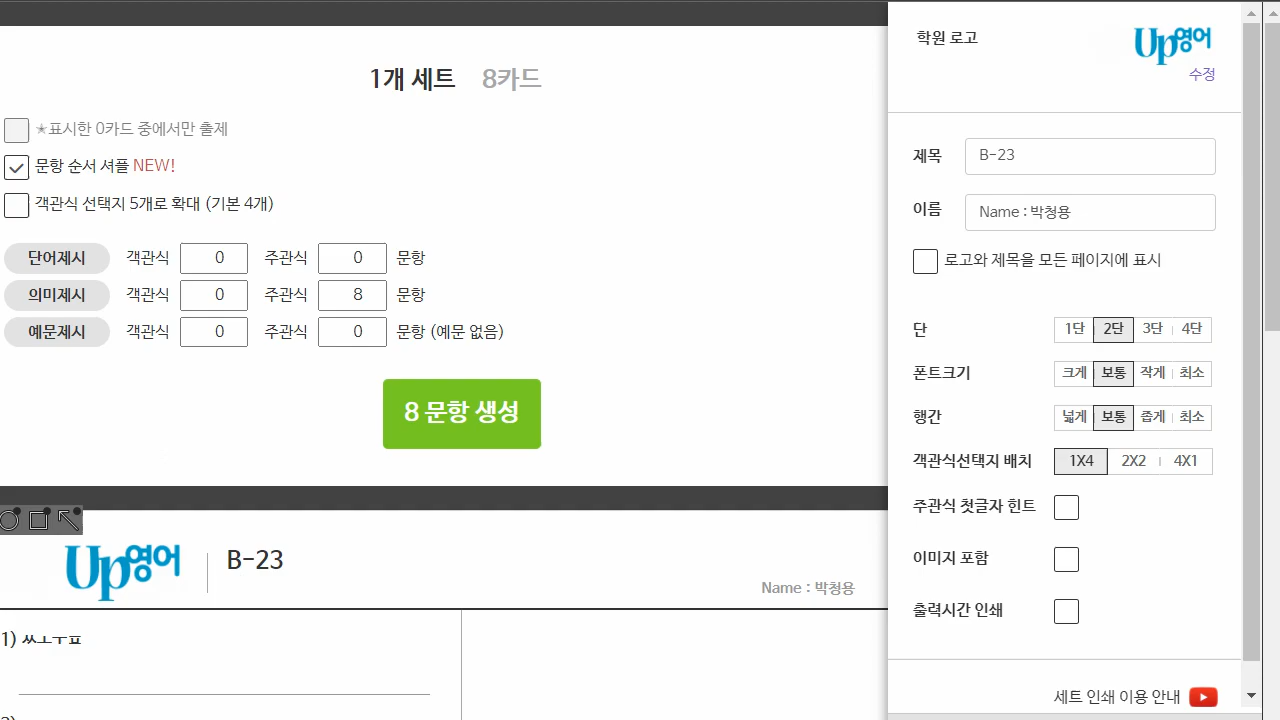 1개 세트 8카드
★표시한 0카드 중에서만 출제
문항 순서 셔플 NEW!
객관식 선택지 5개로 확대 (기본 4개)
단어제시 객관식 0 주관식 0 문항
의미제시 객관식 0 주관식 8 문항
예문제시 객관식 0 주관식 0 문항 (예문 없음)
8 문항 생성
Up영어 B-23
Name : 박청용
1)
학원 로고 Up영어
수정
제목 B-23
이름 Name : 박청용
로고와 제목을 모든 페이지에 표시
단 1단 2단 3단 4단
폰트크기 크게 보통 작게 최소
행간 넓게 보통 좁게 최소
객관식선택지 배치 1X4 2X2 4X1
주관식 첫글자 힌트
이미지 포함
출력시간 인쇄
세트 인쇄 이용 안내